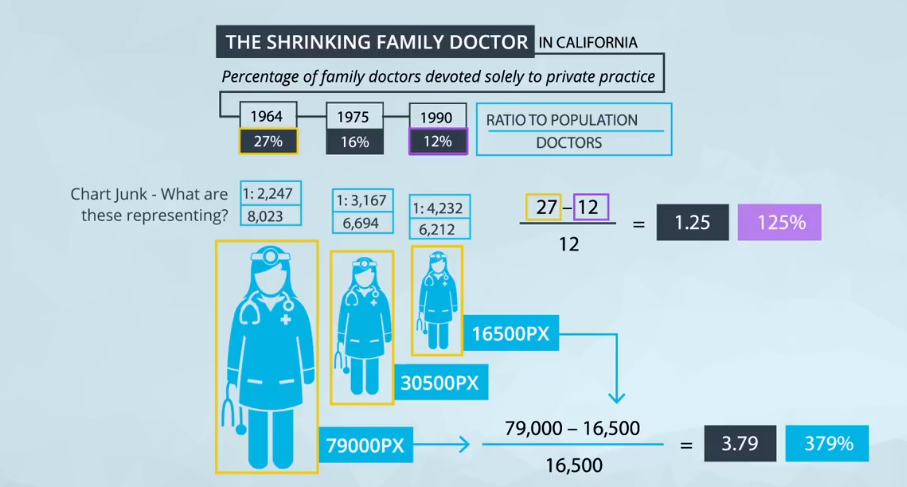 THE SHRINKING FAMILY DOCTOR IN CALIFORNIA
Percentage of family doctors devoted solely to private practice
1964 1975 1990
27% 16% 12%
RATIO TO POPULATION
DOCTORS
Chart Junk - What are
these representing?
1: 2,247
8,023
1: 3,167
6,694
1: 4,232
6,212
27 – 12
12
= 1.25 125%
16500PX
30500PX
79000PX
79,000 – 16,500
16,500
= 3.79 379%